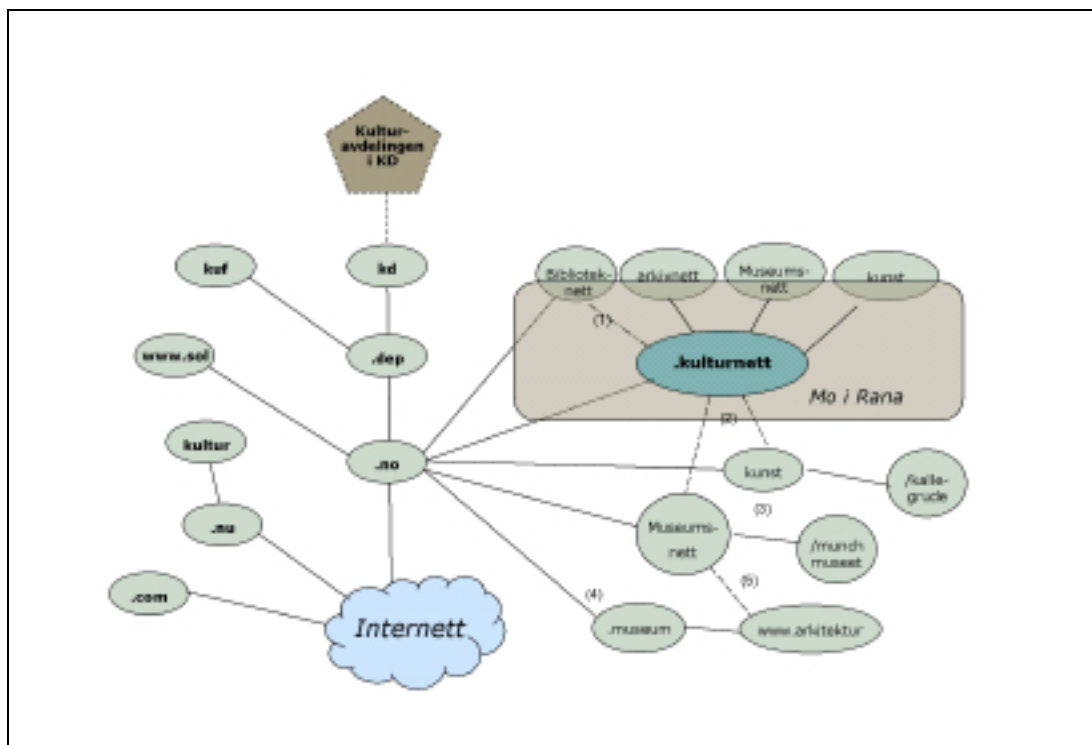 Kultur-
avdelingen
i KD
kuf
kd
Bibliotek-
nett
arkivnett
Museums-
nett
kunst
(1)
www.sol
.dep
.kulturnett
Mo i Rana
(2)
kultur
.no
kunst
/kalle-
grude
(3)
.nu
Museums-
nett
/munch
museet
(5)
.com
(4)
Internett
.museum
www.arkitektur